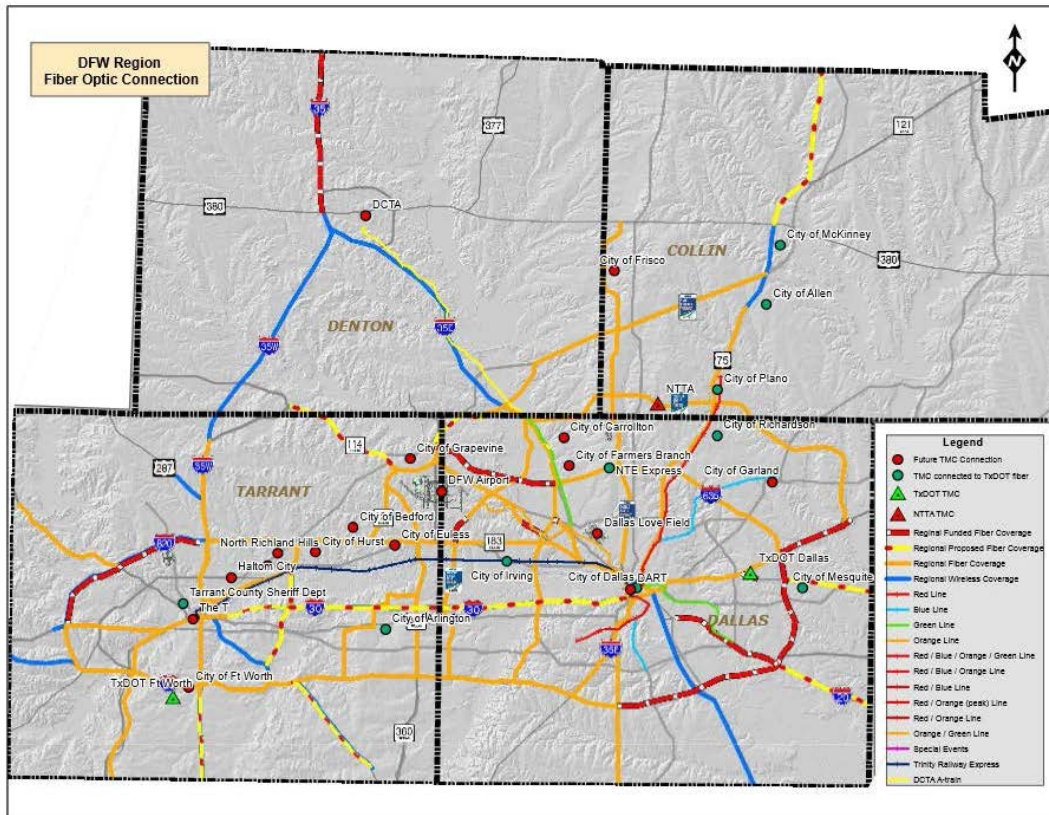 DFW Region
Fiber Optic Connection
N
35
377
121
380
DCTA
City of McKinney
COLLIN
City of Frisco
380
City of Allen
DENTON
35E
35W
75
City of Plano
NTTA
City of Carrollton
City of Richardson
114
City of Grapevine
City of Farmers Branch
35W
287
NTE Express
City of Garland
TARRANT
DFW Airport
635
City of Bedford
Dallas Love Field
City of Euless
North Richland Hills
City of Hurst
183
820
TxDOT Dallas
Haltom City
City of Irving
City of Dallas
DART
City of Mesquite
Tarrant County Sheriff Dept
The T
30
30
City of Arlington
DALLAS
35E
City of Ft Worth
TxDOT Ft Worth
20
360
Legend
Future TMC Connection
TMC connected to TxDOT fiber
TxDOT TMC
NTTA TMC
Reginal Funded Fiber Coverage
Regional Proposed Fiber Coverage
Regional Fiber Coverage
Regional Wireless Coverage
Red Line
Blue Line
Green Line
Orange Line
Red / Blue / Orange / Green Line
Red / Blue / Orange Line
Red / Blue Line
Red / Orange (peak) Line
Red / Orange Line
Orange / Green Line
Special Events
Trinity Railway Express
DCTA A-train